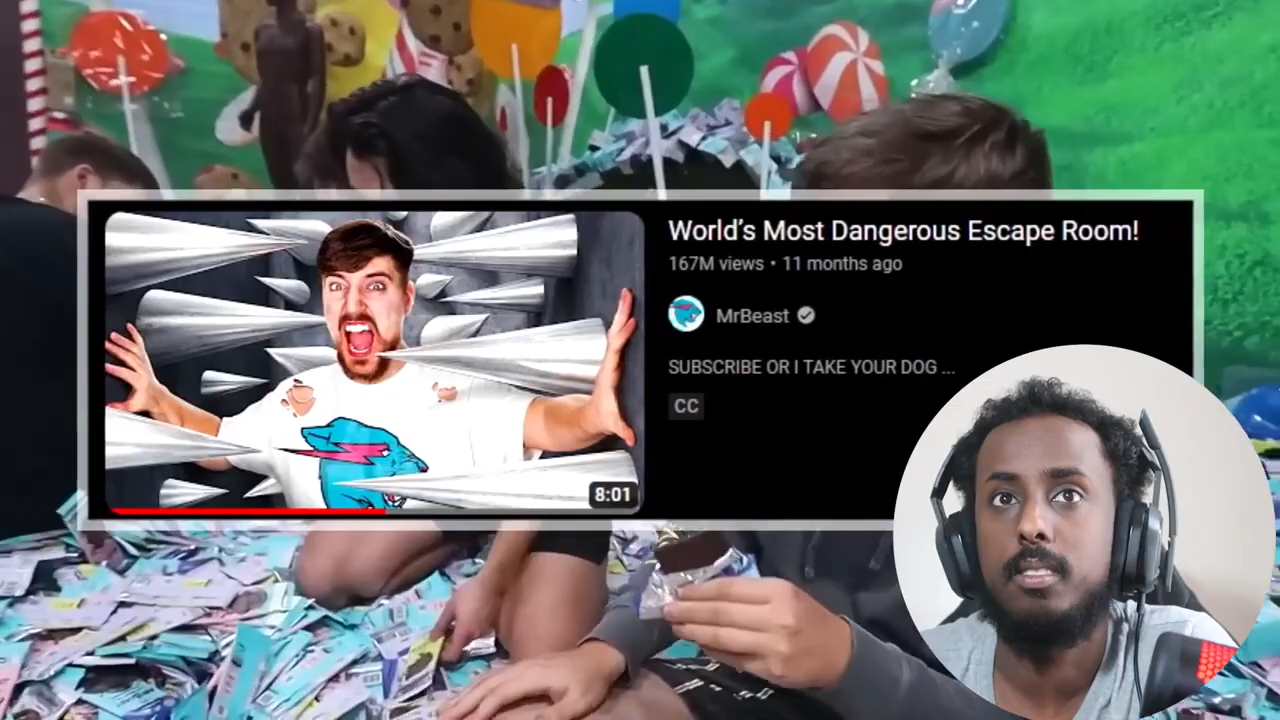 World's Most Dangerous Escape Room!
167M views • 11 months ago
MrBeast
SUBSCRIBE OR I TAKE YOUR DOG ...
CC
8:01